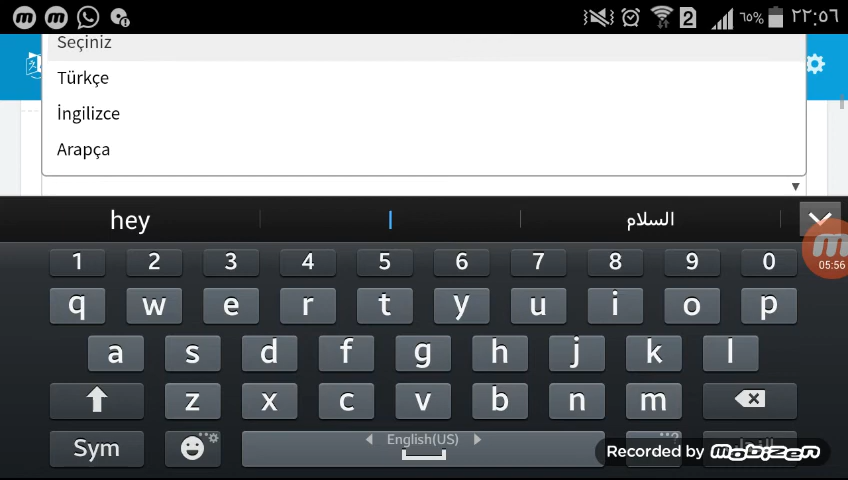 2 ٦٥% ٢٢:٥٦
Seçiniz
Türkçe
İngilizce
Arapça
hey السلام
05:56
1 2 3 4 5 6 7 8 9 0
q w e r t y u i o p
a s d f g h j k l
z x c v b n m
Sym English(US)
Recorded by mobizen